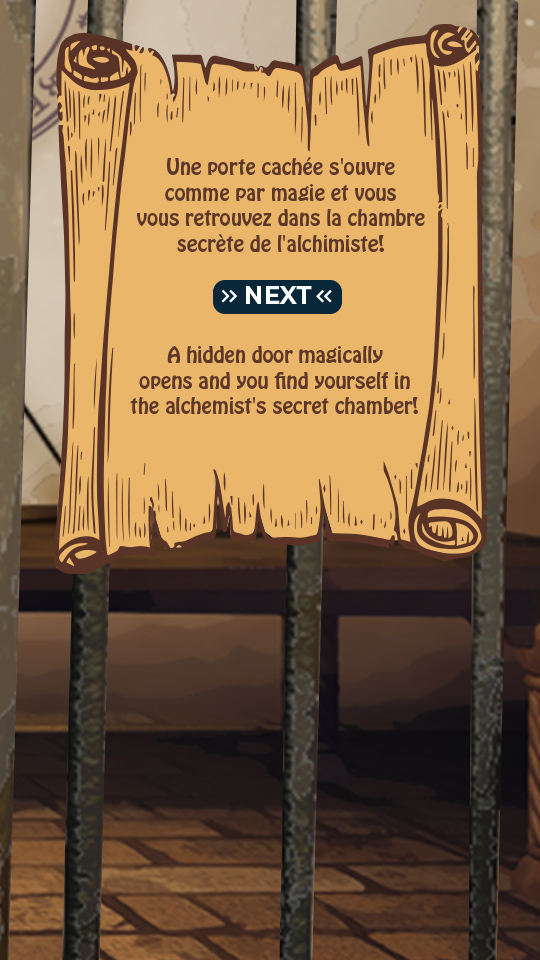 Une porte cachée s'ouvre
comme par magie et vous
vous retrouvez dans la chambre
secrète de l'alchimiste!
>> NEXT <<
A hidden door magically
opens and you find yourself in
the alchemist's secret chamber!